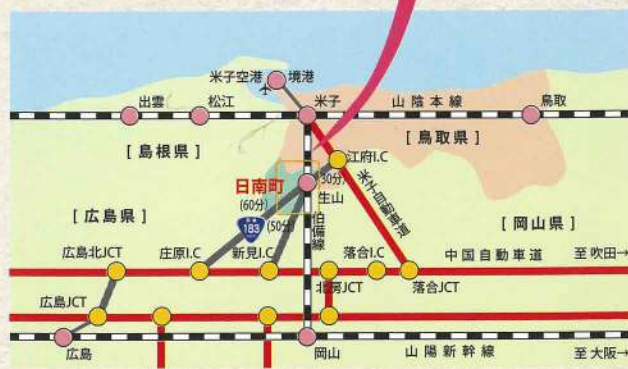 米子空港
境港
出雲
松江
米子
山陰本線
鳥取
[島根県]
[鳥取県]
江府I.C
日南町
(30分)
生山
米子自動車道
(60分)
[広島県]
国道
183
(50分)
伯備線
[岡山県]
広島北JCT
庄原I.C
新見I.C
落合I.C
中国自動車道
至吹田→
北房JCT
落合JCT
広島JCT
広島
岡山
山陽新幹線
至大阪→